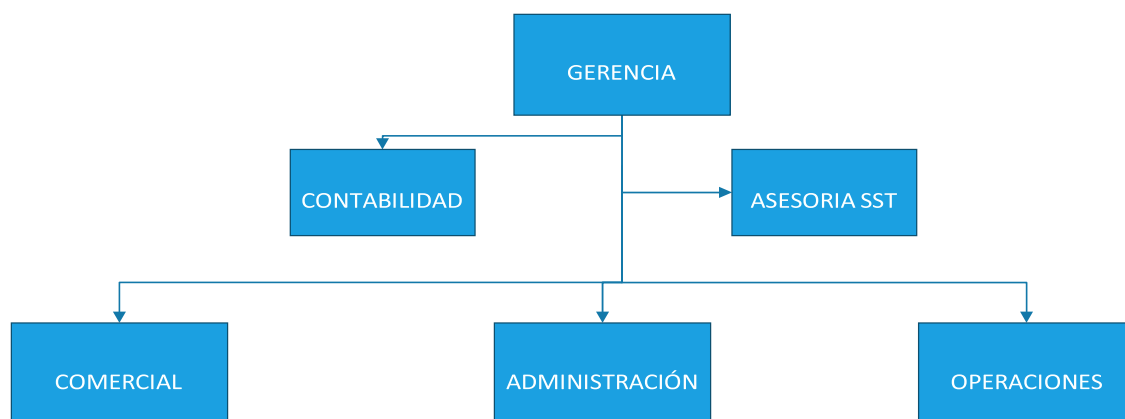 GERENCIA
CONTABILIDAD
ASESORIA SST
COMERCIAL
ADMINISTRACIÓN
OPERACIONES